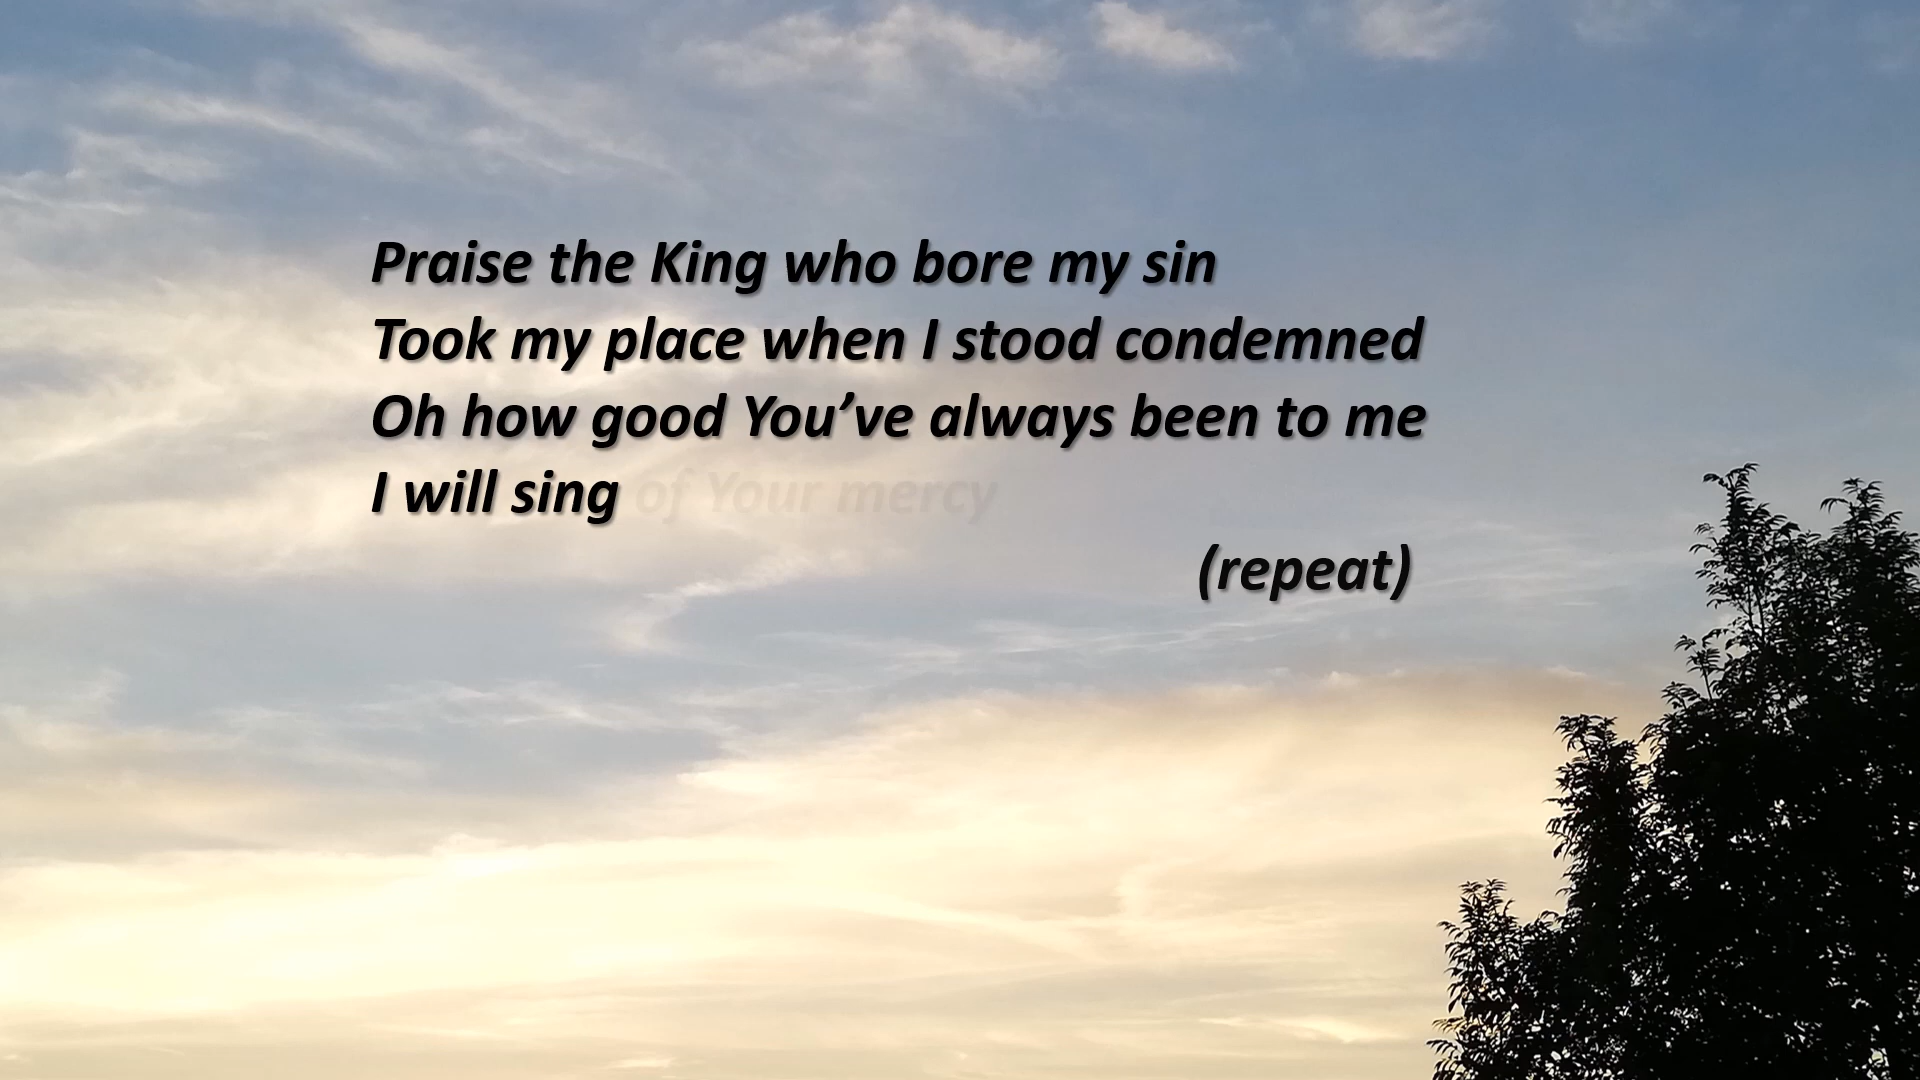 Praise the King who bore my sin
Took my place when I stood condemned
Oh how good You’ve always been to me
I will sing of Your mercy
(repeat)